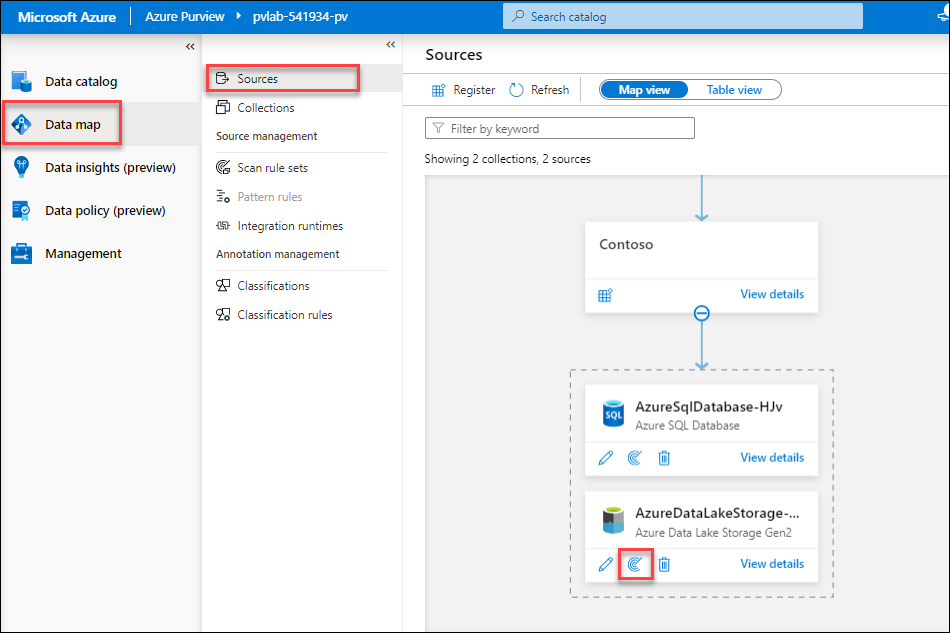 Microsoft Azure
Azure Purview
pvlab-541934-pv
Search catalog
Data catalog
Data map
Data insights (preview)
Data policy (preview)
Management
Sources
Collections
Source management
Scan rule sets
Pattern rules
Integration runtimes
Annotation management
Classifications
Classification rules
Sources
Register
Refresh
Map view
Table view
Filter by keyword
Showing 2 collections, 2 sources
Contoso
View details
SQL
AzureSqlDatabase-HJv
Azure SQL Database
View details
AzureDataLakeStorage-...
Azure Data Lake Storage Gen2
View details